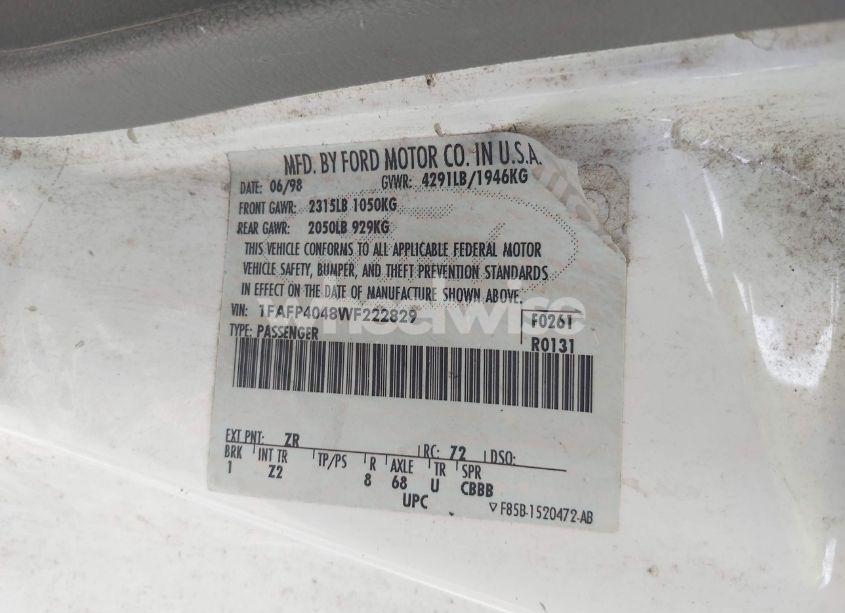 MFD. BY FORD MOTOR CO. IN U.S.A.
DATE: 06/98 GVWR: 4291LB/1946KG
FRONT GAWR: 2315LB 1050KG
REAR GAWR: 2050LB 929KG
THIS VEHICLE CONFORMS TO ALL APPLICABLE FEDERAL MOTOR
VEHICLE SAFETY, BUMPER, AND THEFT PREVENTION STANDARDS
IN EFFECT ON THE DATE OF MANUFACTURE SHOWN ABOVE.
VIN: 1FAFP4048WF222829 F0261
TYPE: PASSENGER R0131
wheelwise
EXT PNT: ZR RC: 72 DSO:
BRK INT TR TP/PS R AXLE TR SPR
1 Z2 8 68 U CBBB
UPC ▽ F85B-1520472-AB